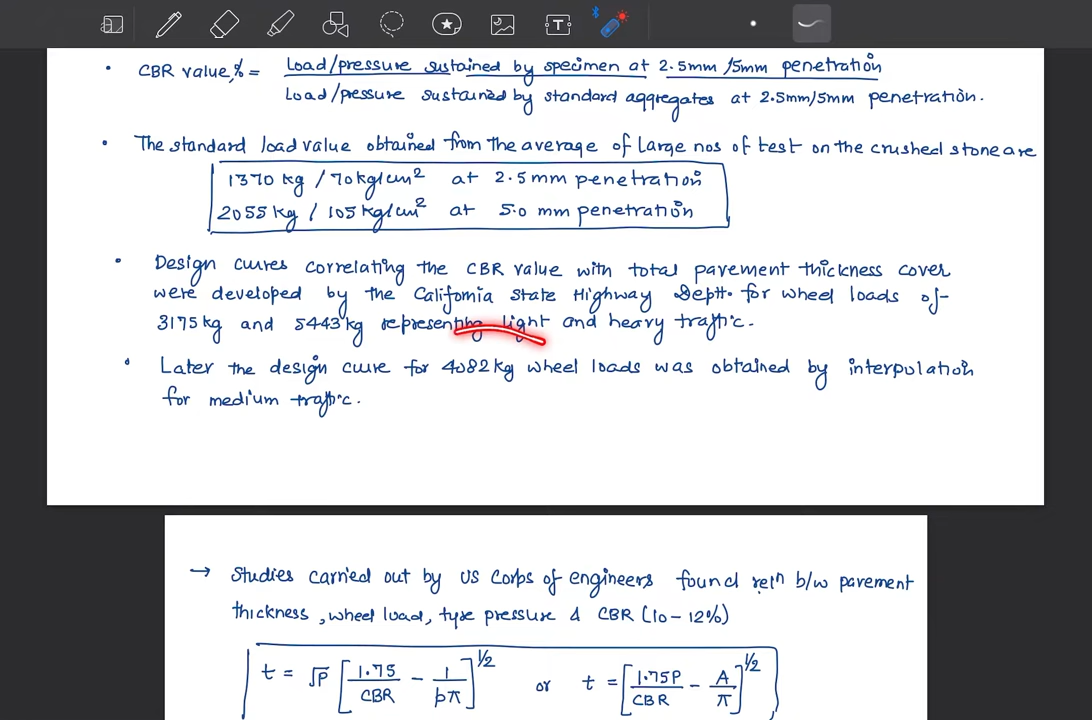 • CBR value,% = Load/pressure sustained by specimen at 2.5mm /5mm penetration
Load/pressure sustained by standard aggregates at 2.5mm/5mm penetration.
• The standard load value obtained from the average of large nos of test on the crushed stone are
1370 kg / 70kg/cm² at 2.5mm penetration
2055 kg / 105 kg/cm² at 5.0 mm penetration
• Design curves correlating the CBR value with total pavement thickness cover
were developed by the California State Highway Deptt. for wheel loads of
3175kg and 5443kg representing light and heavy traffic.
• Later the design curve for 4082kg wheel loads was obtained by interpolation
for medium traffic.
→ Studies carried out by US Corps of engineers found reln b/w pavement
thickness, wheel load, tyre pressure & CBR (10-12%)
t = √P [1.75/CBR - 1/pπ]^1/2 or t = [1.75P/CBR - A/π]^1/2